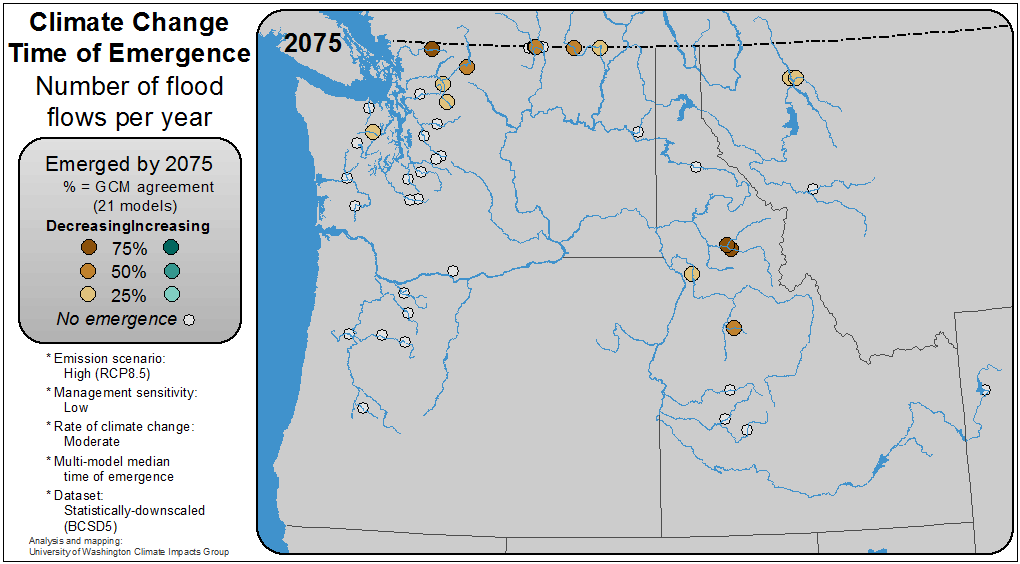 Climate Change
Time of Emergence
Number of flood
flows per year
2075
Emerged by 2075
% = GCM agreement
(21 models)
DecreasingIncreasing
75%
50%
25%
No emergence
* Emission scenario:
High (RCP8.5)
* Management sensitivity:
Low
* Rate of climate change:
Moderate
* Multi-model median
time of emergence
* Dataset:
Statistically-downscaled
(BCSD5)
Analysis and mapping:
University of Washington Climate Impacts Group